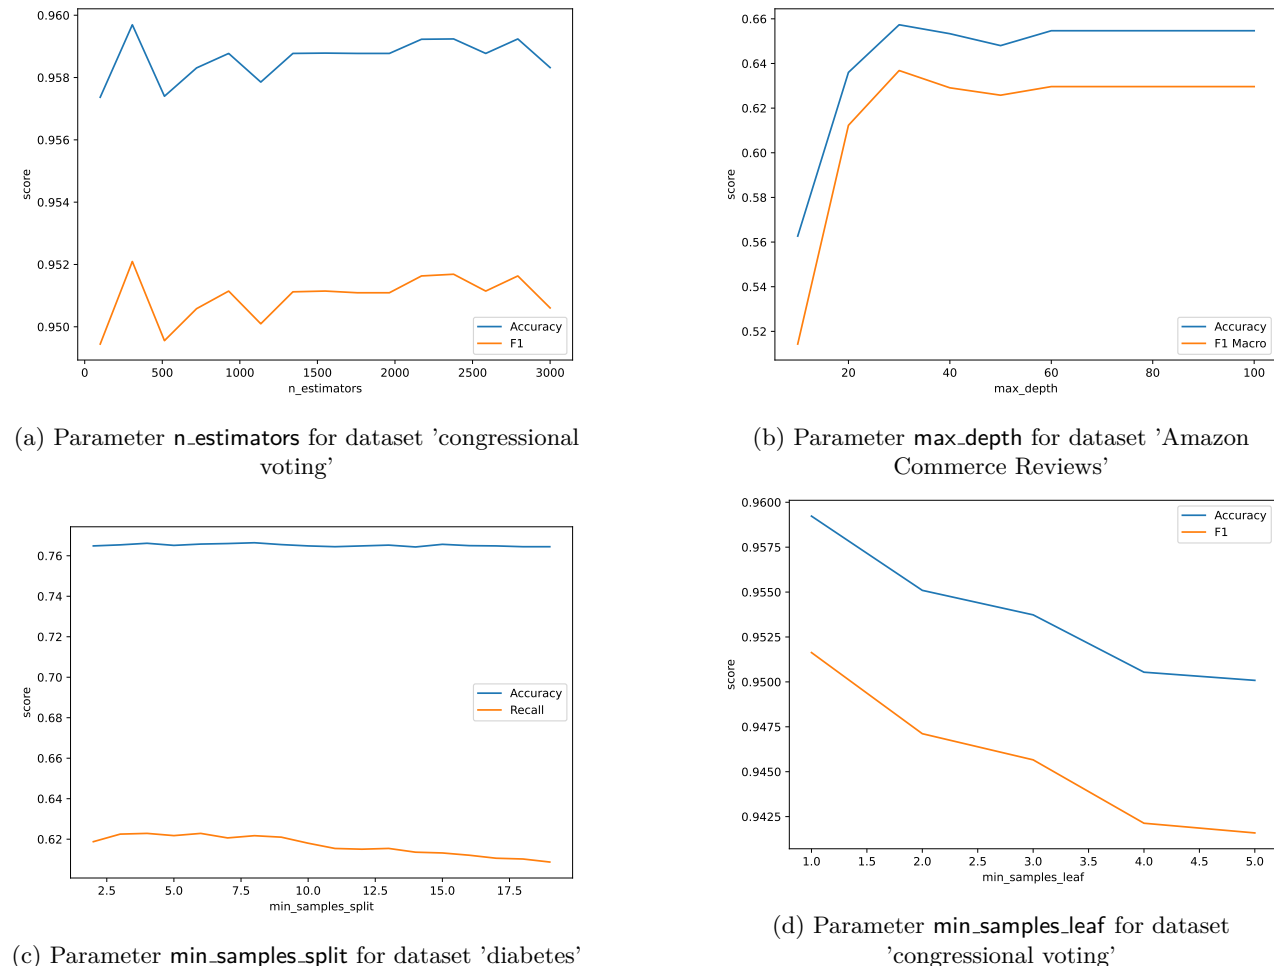 0.960
0.958
0.956
0.954
0.952
0.950
score
0
500
1000
1500
2000
2500
3000
n_estimators
Accuracy
F1
(a) Parameter n_estimators for dataset 'congressional
voting'
0.66
0.64
0.62
0.60
0.58
0.56
0.54
0.52
score
20
40
60
80
100
max_depth
Accuracy
F1 Macro
(b) Parameter max_depth for dataset 'Amazon
Commerce Reviews'
0.76
0.74
0.72
0.70
0.68
0.66
0.64
0.62
score
2.5
5.0
7.5
10.0
12.5
15.0
17.5
min_samples_split
Accuracy
Recall
(c) Parameter min_samples_split for dataset 'diabetes'
0.9600
0.9575
0.9550
0.9525
0.9500
0.9475
0.9450
0.9425
score
1.0
1.5
2.0
2.5
3.0
3.5
4.0
4.5
5.0
min_samples_leaf
Accuracy
F1
(d) Parameter min_samples_leaf for dataset
'congressional voting'